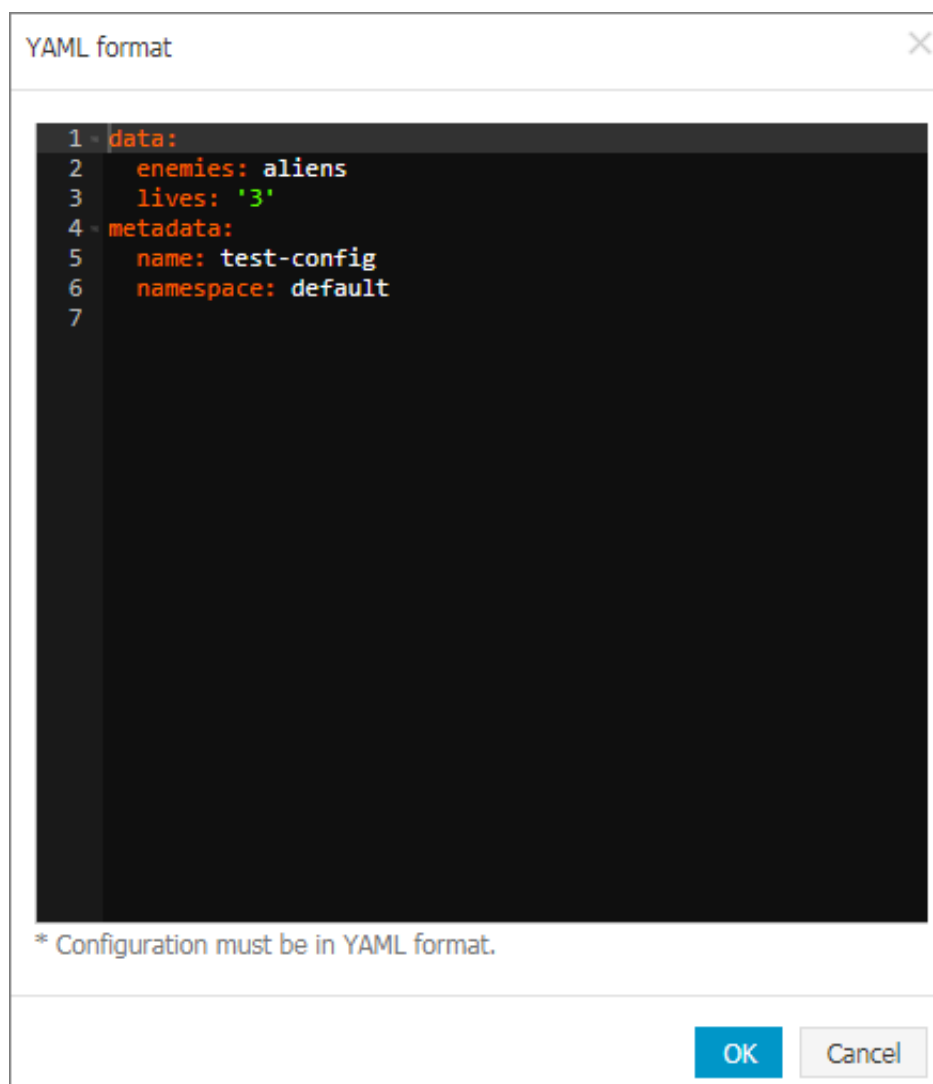 YAML format
1 data:
2   enemies: aliens
3   lives: '3'
4 metadata:
5   name: test-config
6   namespace: default
7
* Configuration must be in YAML format.
OK Cancel